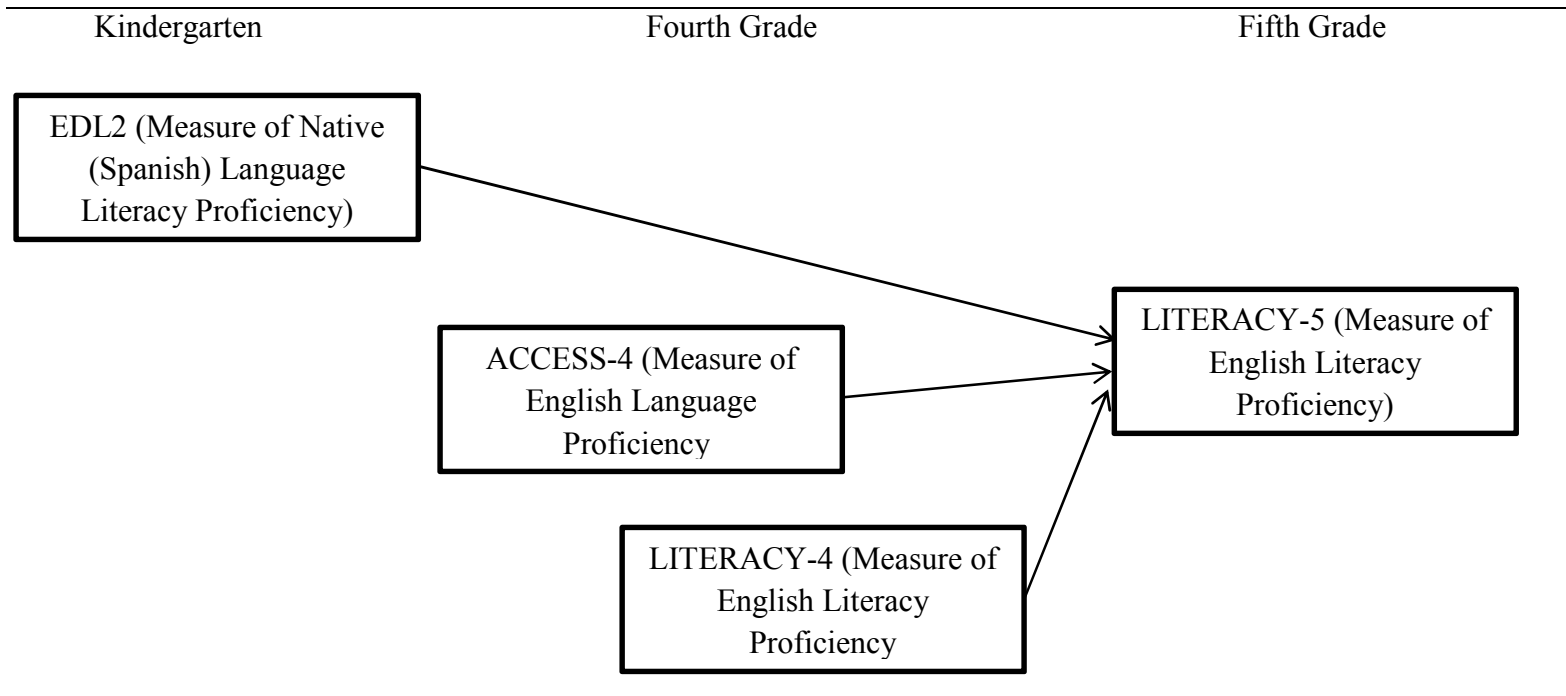 Kindergarten
Fourth Grade
Fifth Grade
EDL2 (Measure of Native
(Spanish) Language
Literacy Proficiency)
ACCESS-4 (Measure of
English Language
Proficiency
LITERACY-4 (Measure of
English Literacy
Proficiency
LITERACY-5 (Measure of
English Literacy
Proficiency)